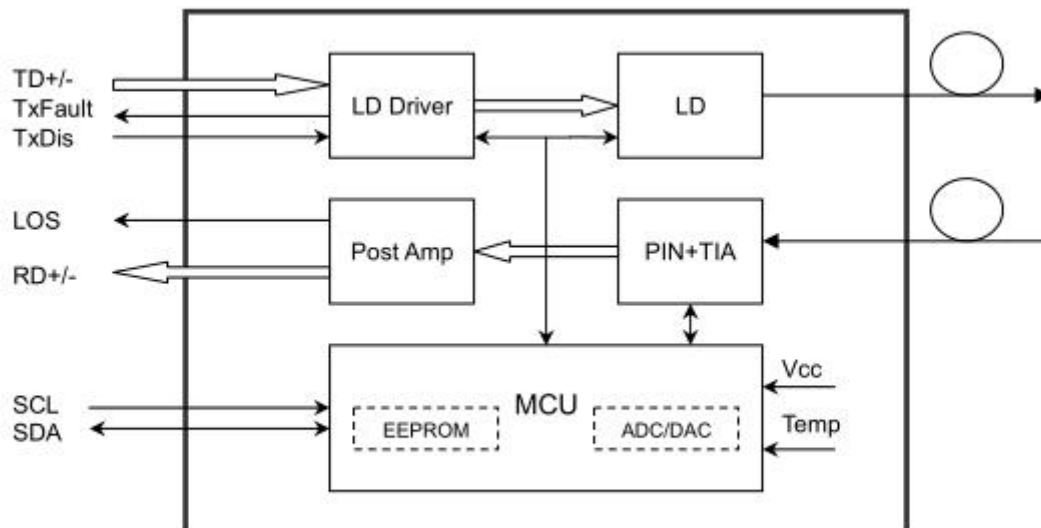 TD+/-
TxFault
TxDis
LD Driver
LD
LOS
RD+/-
Post Amp
PIN+TIA
SCL
SDA
MCU
EEPROM
ADC/DAC
Vcc
Temp